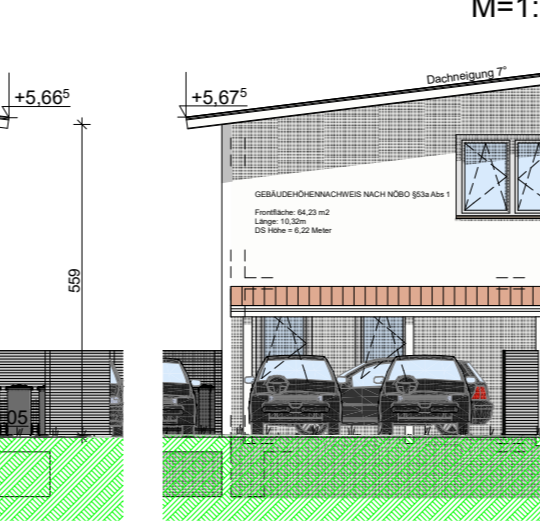 M=1:
Dachneigung 7°
+5,66⁵
+5,67⁵
GEBÄUDEHÖHENNACHWEIS NACH NÖBO §53a Abs 1
Frontfläche: 64,23 m2
Länge: 10,32m
DS Höhe = 6,22 Meter
559
05